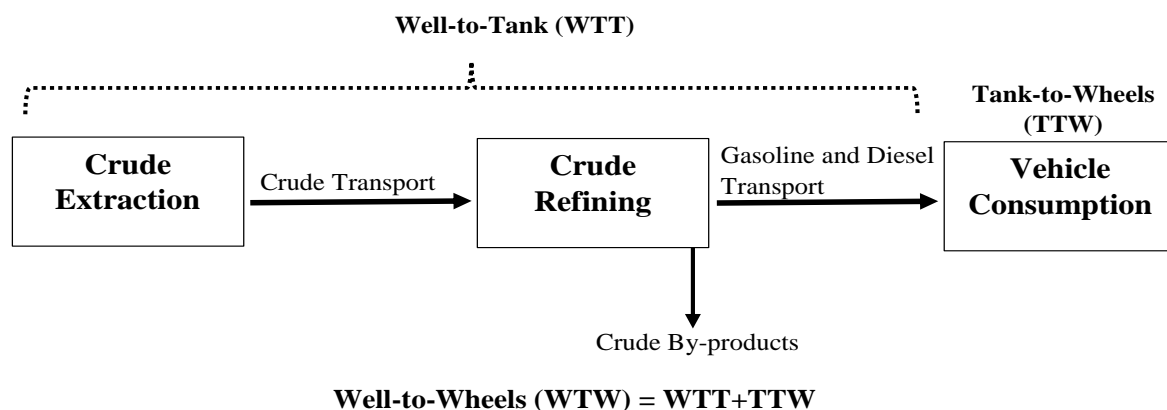 Well-to-Tank (WTT)
Tank-to-Wheels
(TTW)
Crude
Extraction
Crude Transport
Crude
Refining
Gasoline and Diesel
Transport
Vehicle
Consumption
Crude By-products
Well-to-Wheels (WTW) = WTT+TTW